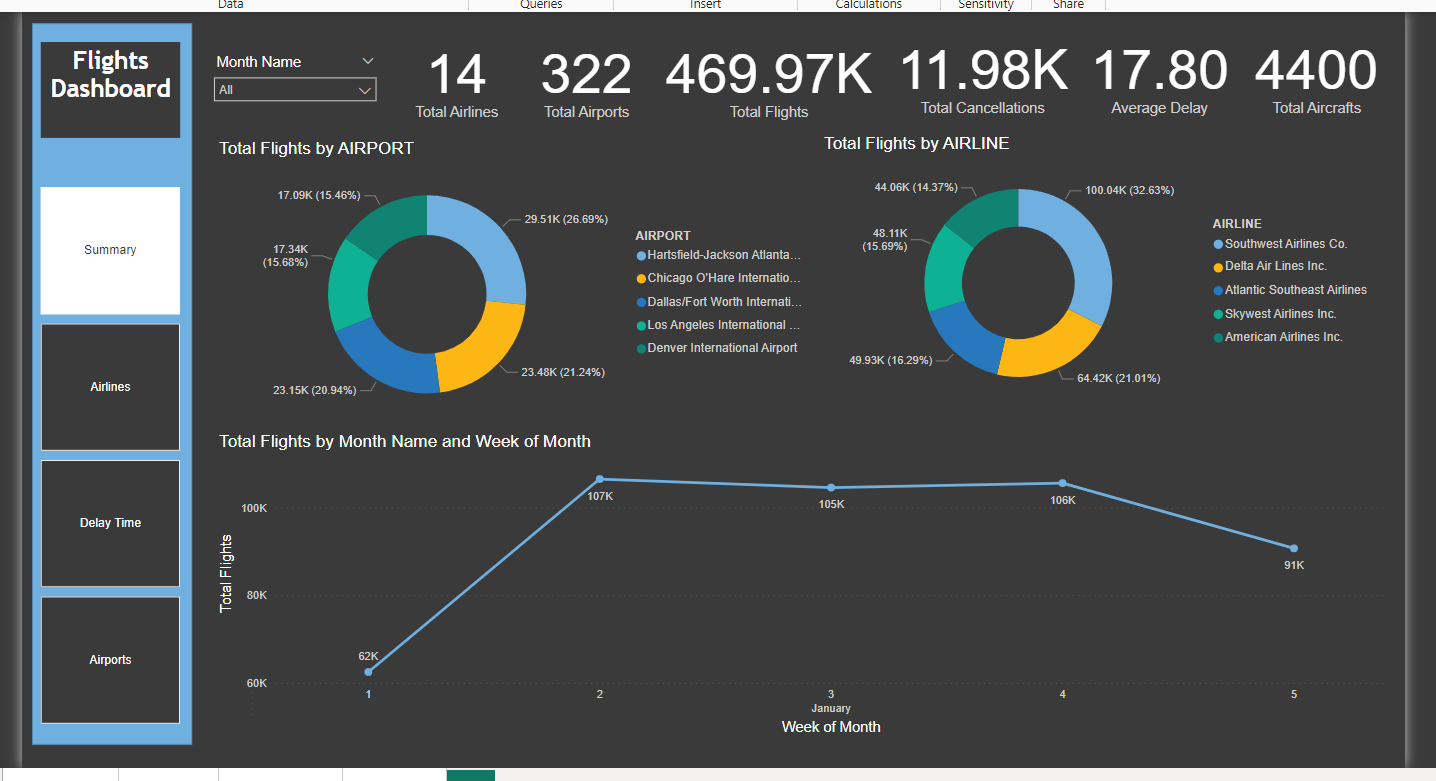 Data
Queries
Insert
Calculations
Sensitivity
Share
Flights
Dashboard
Summary
Airlines
Delay Time
Airports
Month Name
All
14
Total Airlines
322
Total Airports
469.97K
Total Flights
11.98K
Total Cancellations
17.80
Average Delay
4400
Total Aircrafts
Total Flights by AIRPORT
17.09K (15.46%)
29.51K (26.69%)
17.34K
(15.68%)
23.15K (20.94%)
23.48K (21.24%)
AIRPORT
Hartsfield-Jackson Atlanta...
Chicago O'Hare Internatio...
Dallas/Fort Worth Internati...
Los Angeles International ...
Denver International Airport
Total Flights by AIRLINE
44.06K (14.37%)
100.04K (32.63%)
48.11K
(15.69%)
49.93K (16.29%)
64.42K (21.01%)
AIRLINE
Southwest Airlines Co.
Delta Air Lines Inc.
Atlantic Southeast Airlines
Skywest Airlines Inc.
American Airlines Inc.
Total Flights by Month Name and Week of Month
Total Flights
100K
80K
60K
62K
107K
105K
106K
91K
1
2
3
4
5
January
Week of Month